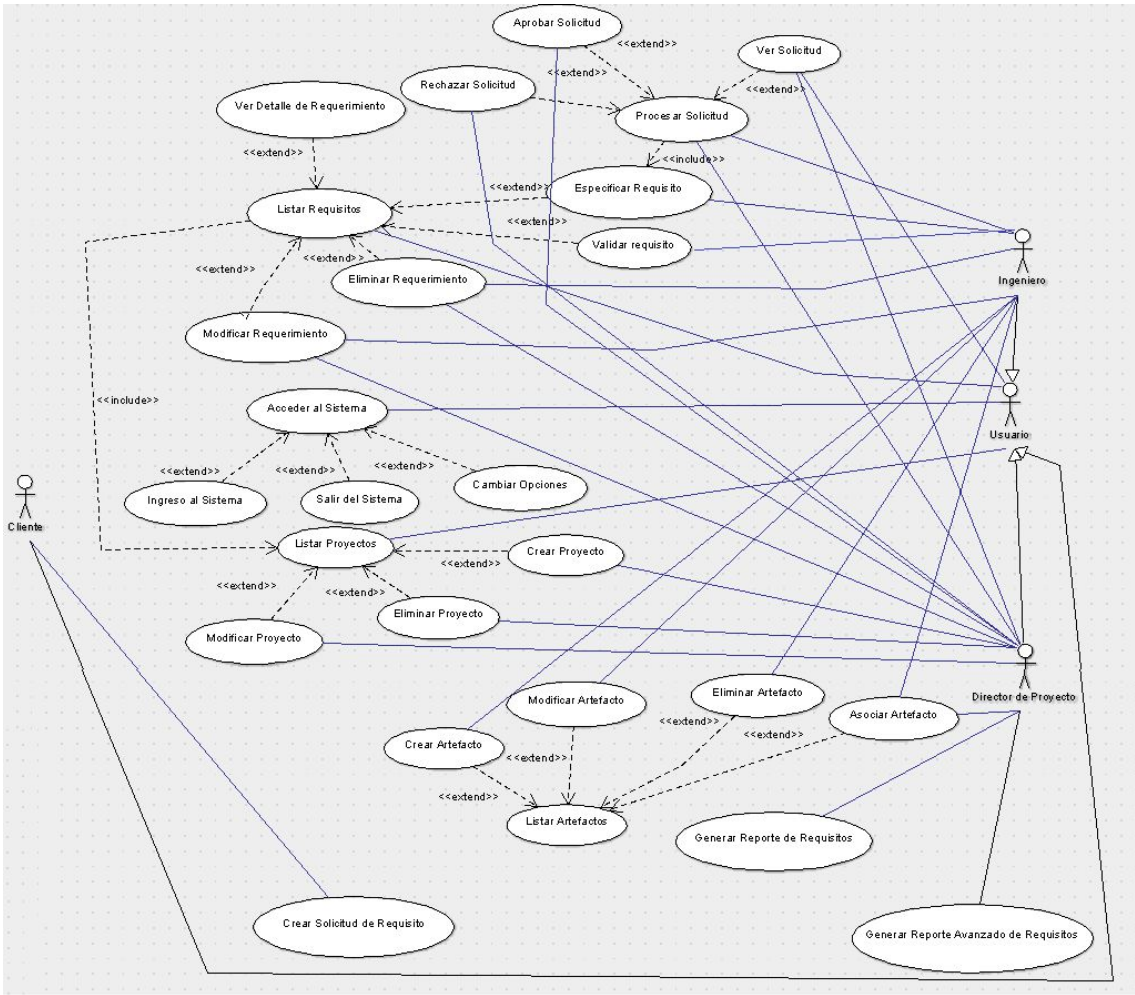 Aprobar Solicitud
<<extend>>
Ver Solicitud
<<extend>>
Rechazar Solicitud
<<extend>>
Ver Detalle de Requerimiento
Procesar Solicitud
<<extend>>
<<include>>
<<extend>>
Especificar Requisito
Listar Requisitos
<<extend>>
Validar requisito
<<extend>>
<<extend>>
Eliminar Requerimiento
Ingeniero
Modificar Requerimiento
<<include>>
Acceder al Sistema
Usuario
<<extend>>
<<extend>>
<<extend>>
Cambiar Opciones
Ingreso al Sistema
Salir del Sistema
Cliente
Listar Proyectos
Crear Proyecto
<<extend>>
<<extend>>
<<extend>>
Eliminar Proyecto
Modificar Proyecto
Director de Proyecto
Modificar Artefacto
Eliminar Artefacto
Asociar Artefacto
<<extend>>
<<extend>>
Crear Artefacto
<<extend>>
<<extend>>
Listar Artefactos
Generar Reporte de Requisitos
Crear Solicitud de Requisito
Generar Reporte Avanzado de Requisitos